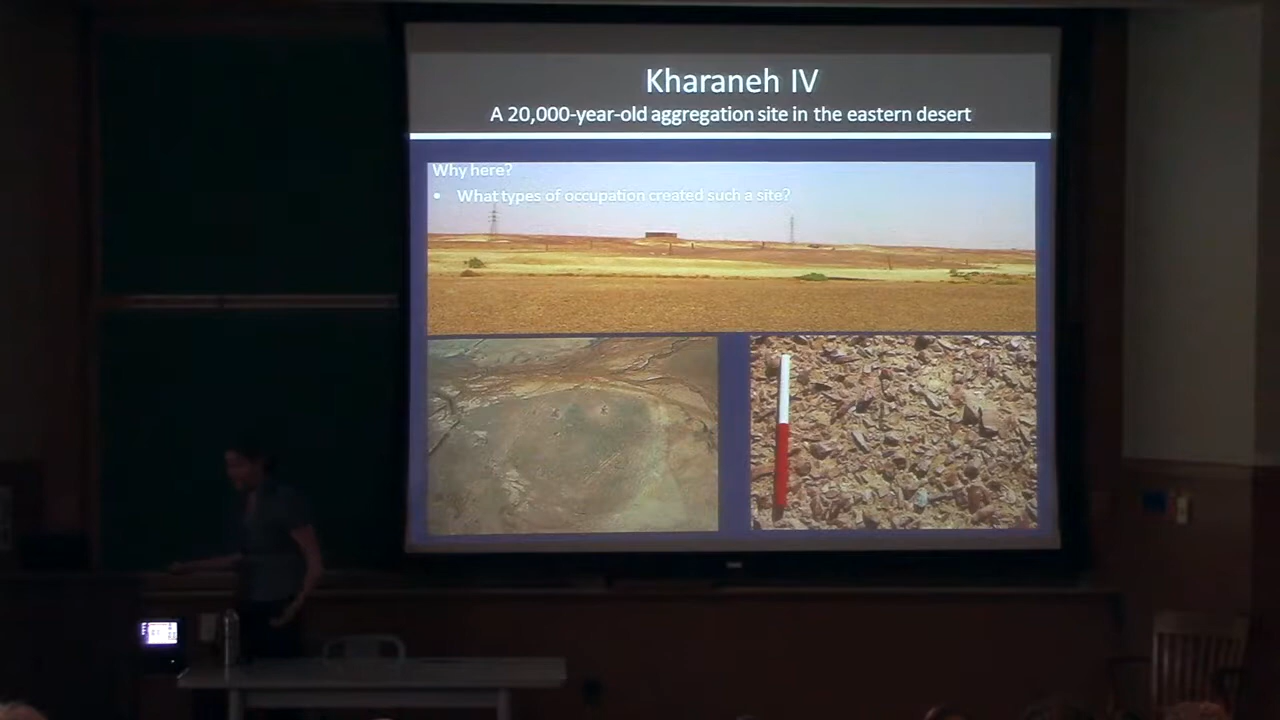 Kharaneh IV
A 20,000-year-old aggregation site in the eastern desert
Why here?
• What types of occupation created such a site?